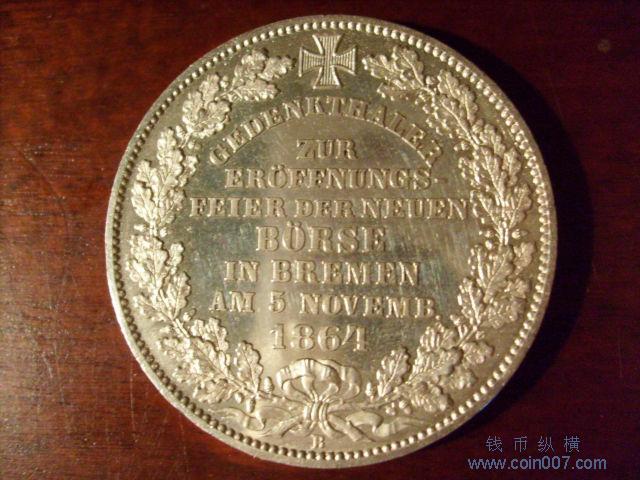 GEDENKTHALER
ZUR
ERÖFFNUNGS-
FEIER DER NEUEN
BÖRSE
IN BREMEN
AM 5 NOVEMB.
1864
B
钱币纵横
www.coin007.com